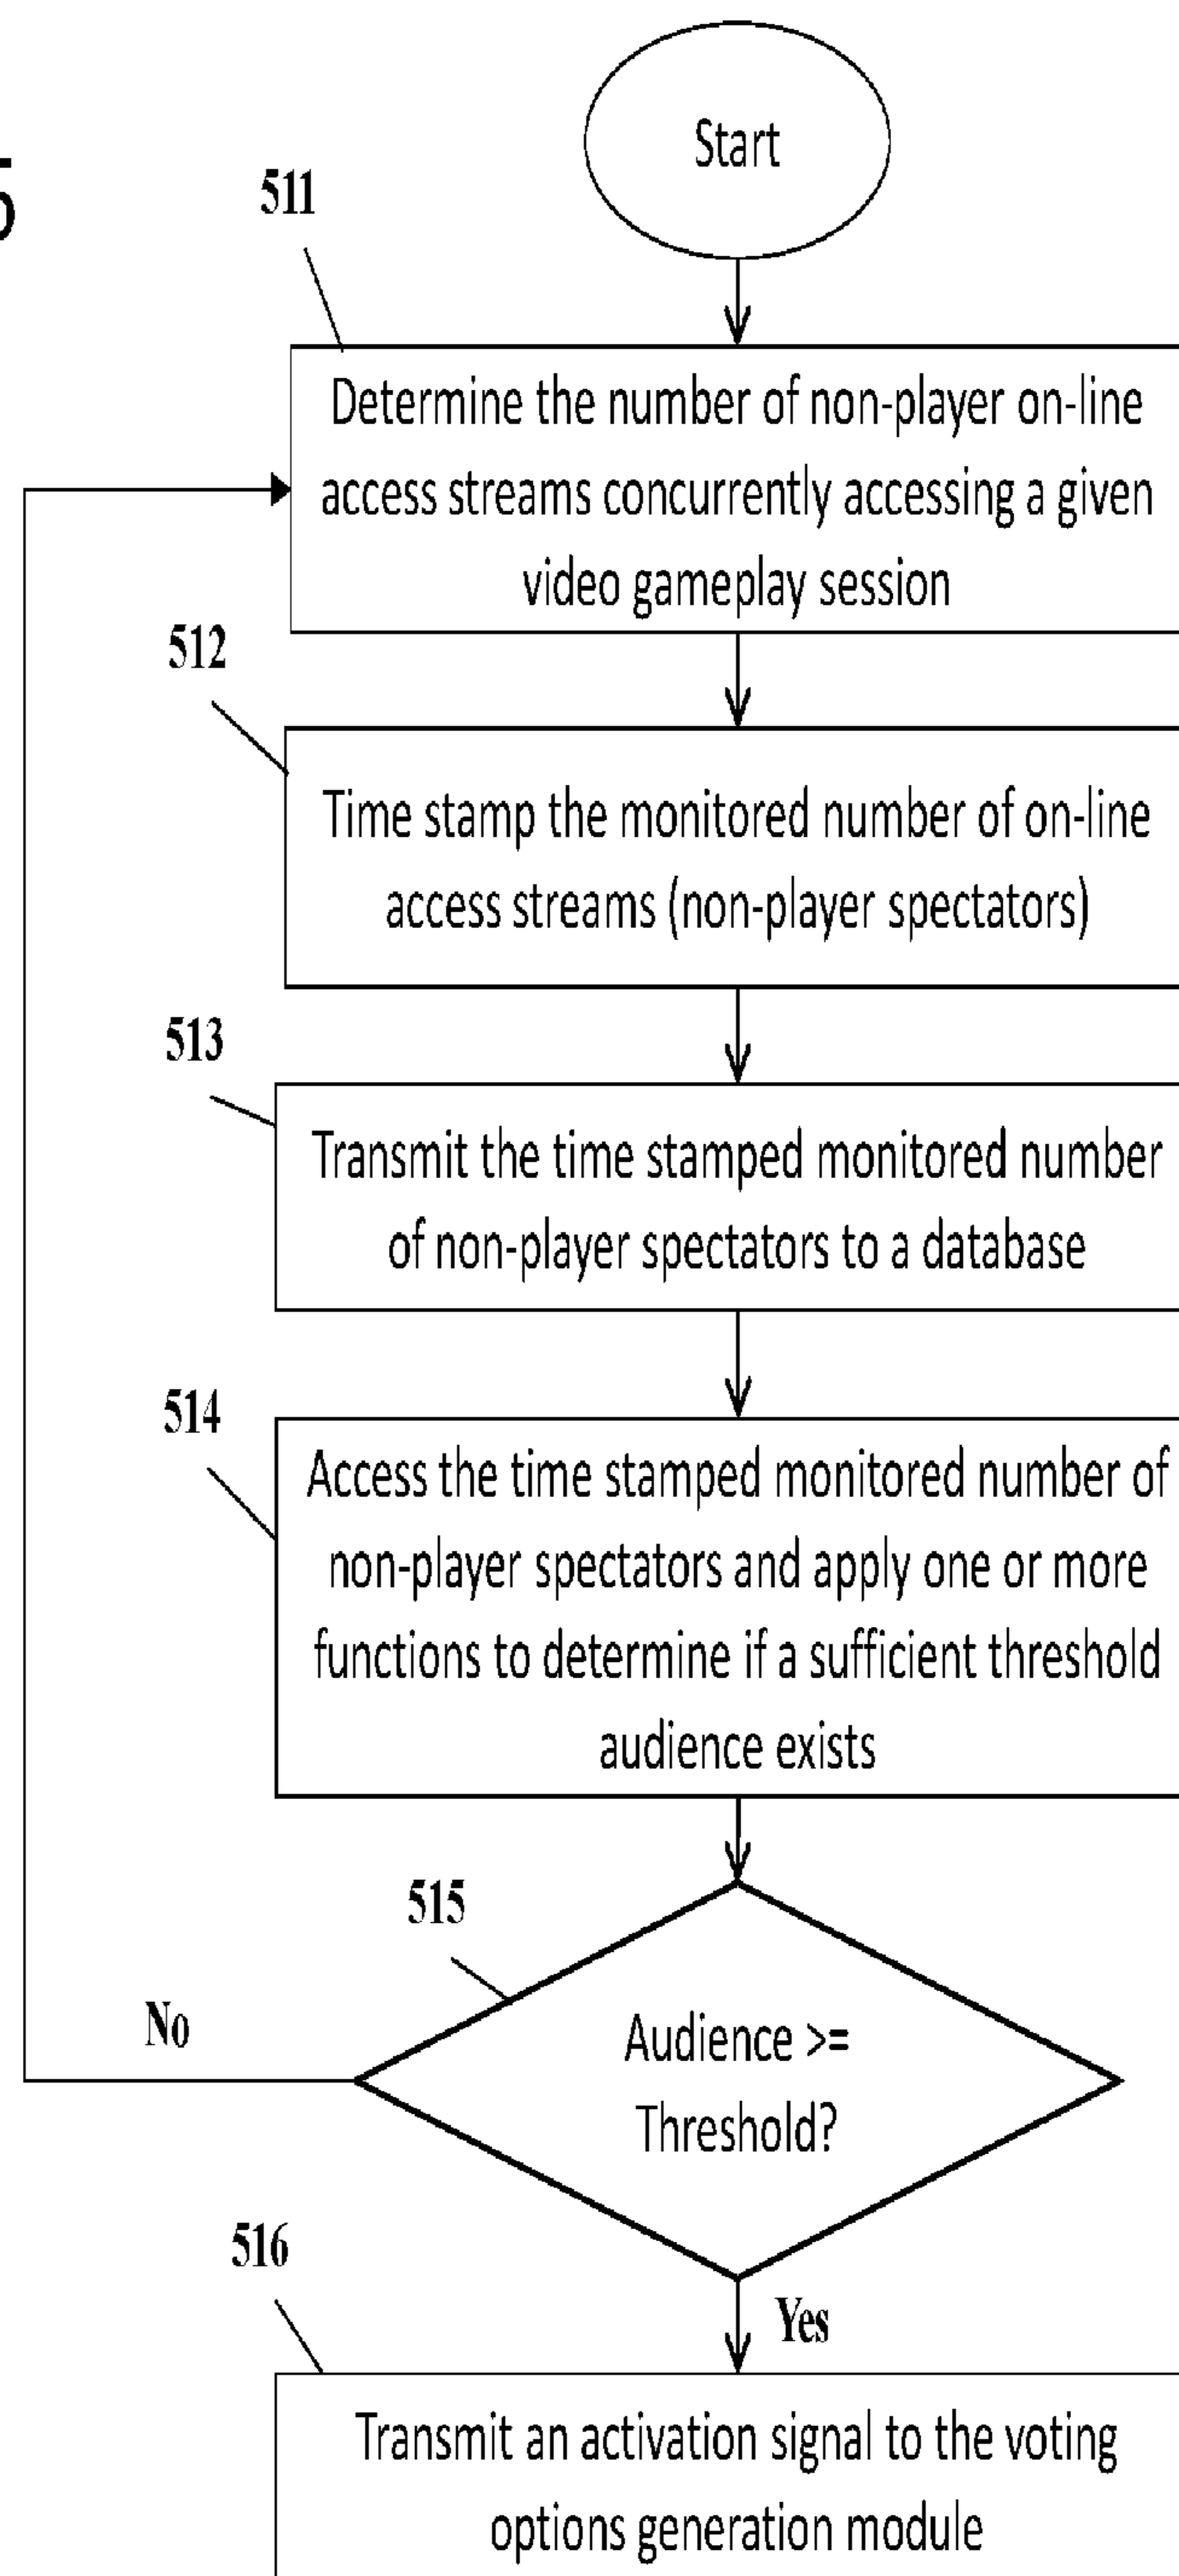 5
Start
511
Determine the number of non-player on-line
access streams concurrently accessing a given
video gameplay session
512
Time stamp the monitored number of on-line
access streams (non-player spectators)
513
Transmit the time stamped monitored number
of non-player spectators to a database
514
Access the time stamped monitored number of
non-player spectators and apply one or more
functions to determine if a sufficient threshold
audience exists
515
Audience >=
Threshold?
No
Yes
516
Transmit an activation signal to the voting
options generation module